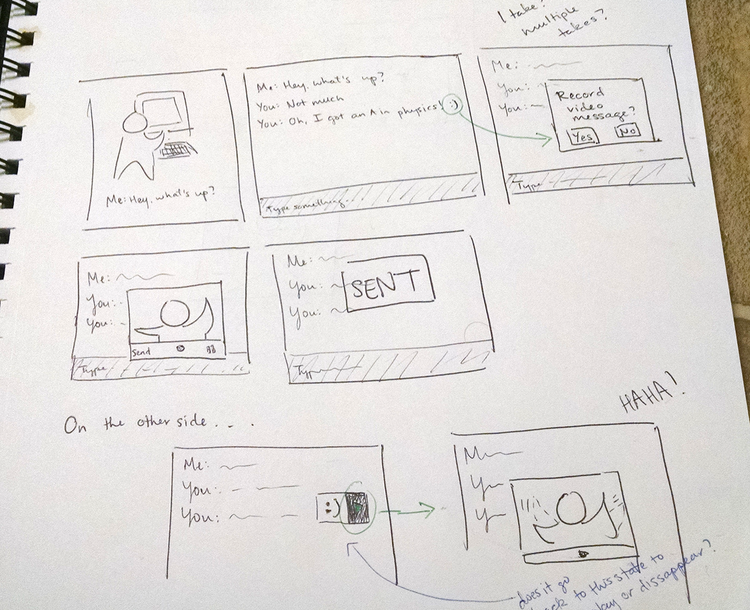 1 take?
multiple
takes?
Me: Hey, what's up?
Me: Hey, what's up?
You: Not much
You: Oh, I got an A in physics! :)
Type something...
Me:
You:
You:
Record
video
message?
Yes No
Type
Me:
You:
You:
Send
Type
Me:
You:
You:
SENT
Type
On the other side....
HAHA!
Me:
You:
You:
M
Y
Y
does it go
to this state to
or dissappear?